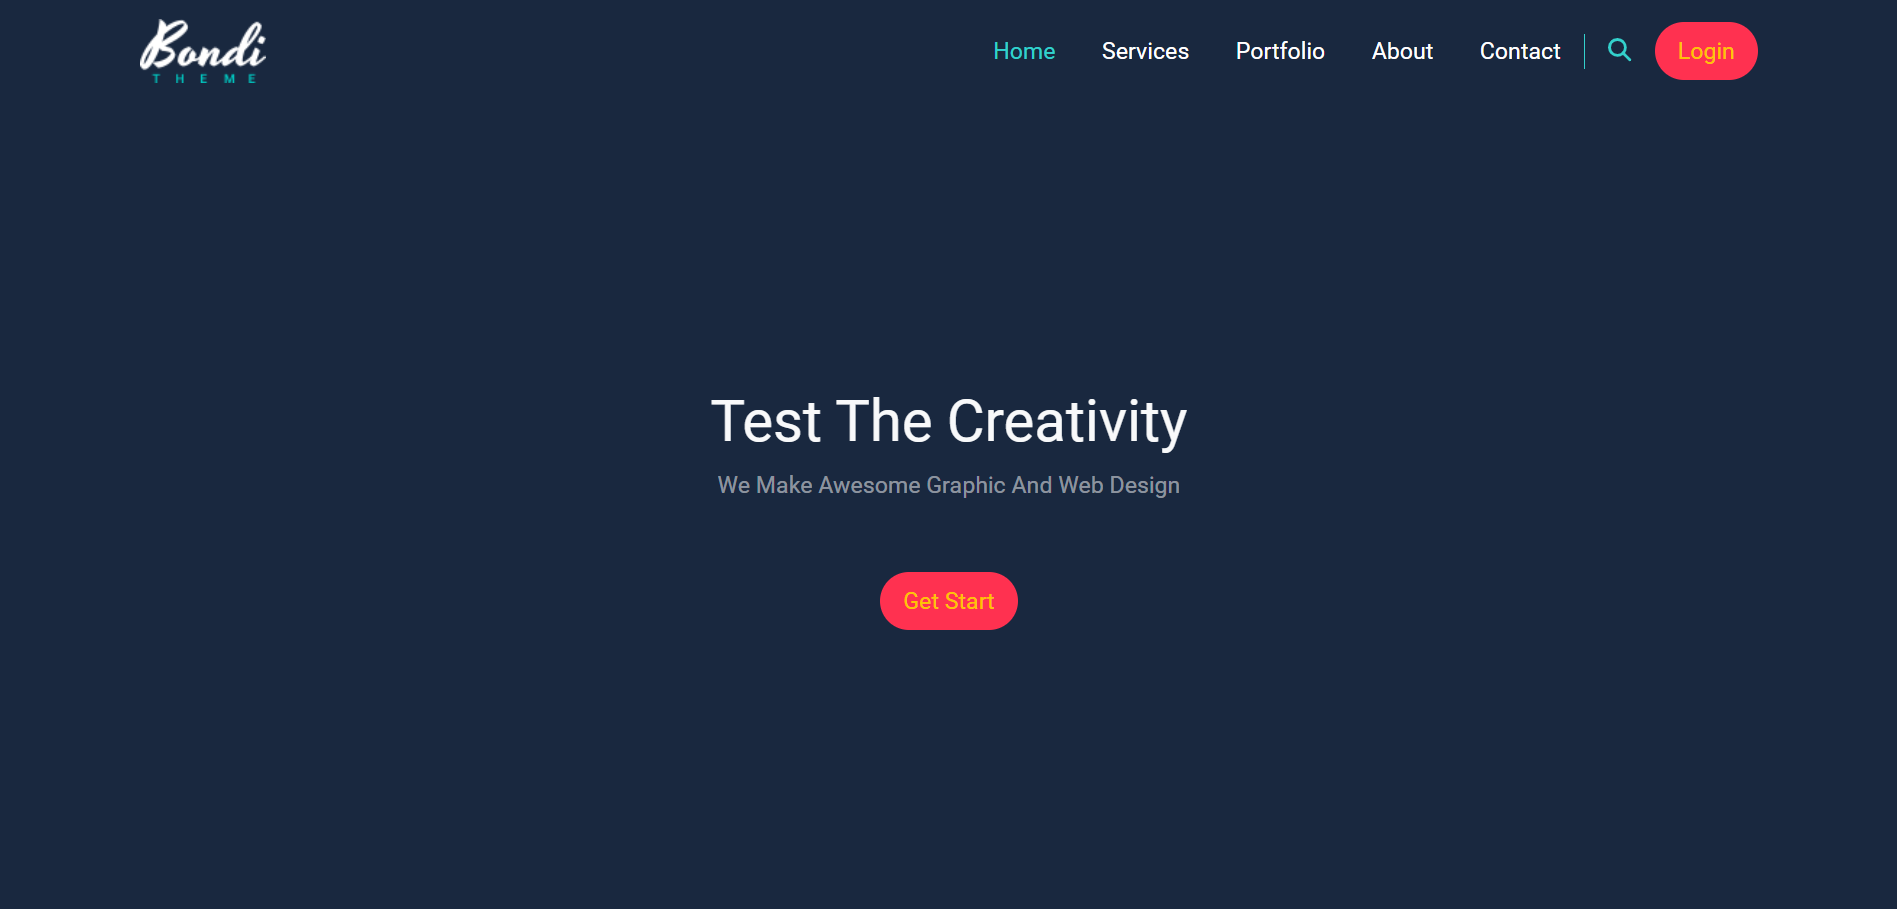 Bondi
THEME
Home Services Portfolio About Contact Login
Test The Creativity
We Make Awesome Graphic And Web Design
Get Start